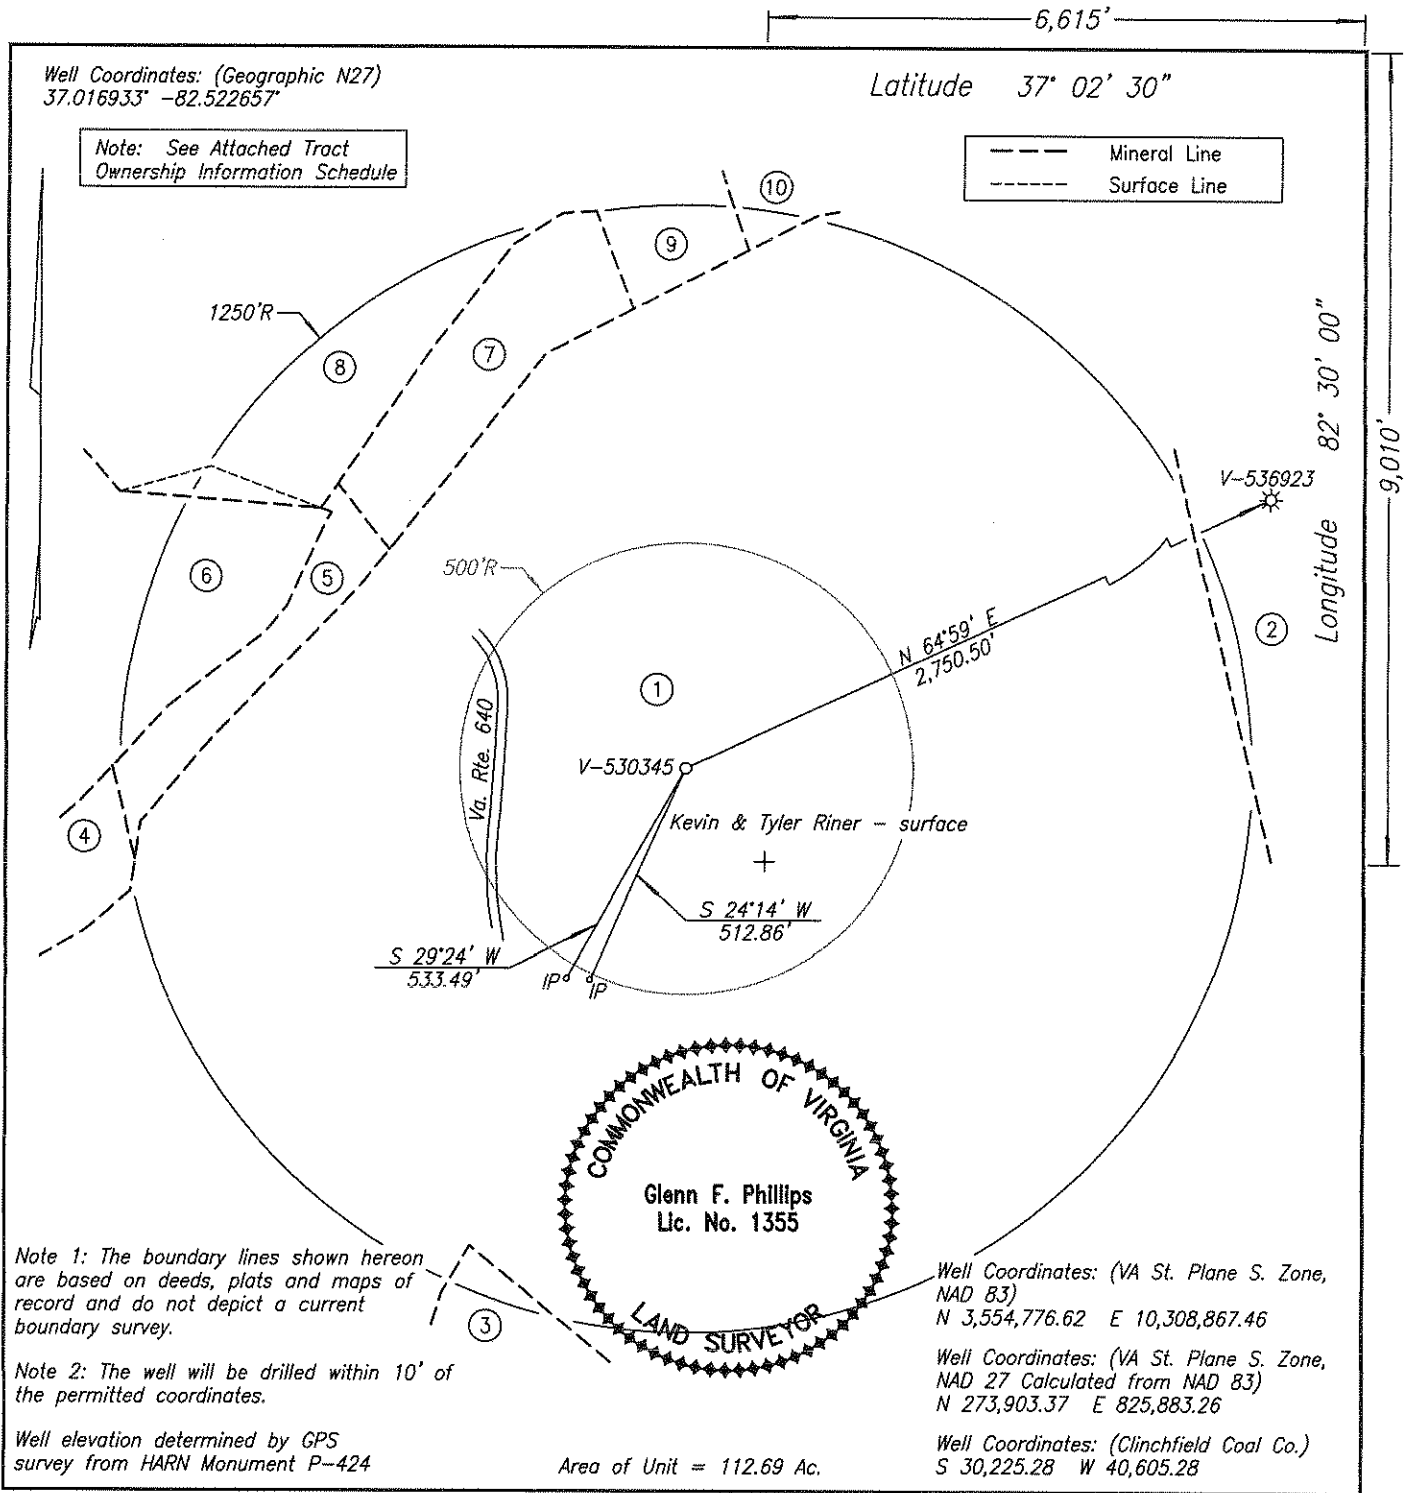 6,615'
Well Coordinates: (Geographic N27)
37.016933° -82.522657°
Latitude 37° 02' 30"
Note: See Attached Tract
Ownership Information Schedule
Mineral Line
Surface Line
10
9
1250'R
8
7
Longitude 82° 30' 00"
9,010'
V-536923
6
5
500'R
2
N 64°59' E
2,750.50'
1
Va. Rte. 640
V-530345
Kevin & Tyler Riner - surface
4
S 24°14' W
512.86'
S 29°24' W
533.49'
IP
IP
COMMONWEALTH OF VIRGINIA
Glenn F. Phillips
Lic. No. 1355
LAND SURVEYOR
Note 1: The boundary lines shown hereon
are based on deeds, plats and maps of
record and do not depict a current
boundary survey.
3
Note 2: The well will be drilled within 10' of
the permitted coordinates.
Well elevation determined by GPS
survey from HARN Monument P-424
Area of Unit = 112.69 Ac.
Well Coordinates: (VA St. Plane S. Zone,
NAD 83)
N 3,554,776.62 E 10,308,867.46
Well Coordinates: (VA St. Plane S. Zone,
NAD 27 Calculated from NAD 83)
N 273,903.37 E 825,883.26
Well Coordinates: (Clinchfield Coal Co.)
S 30,225.28 W 40,605.28